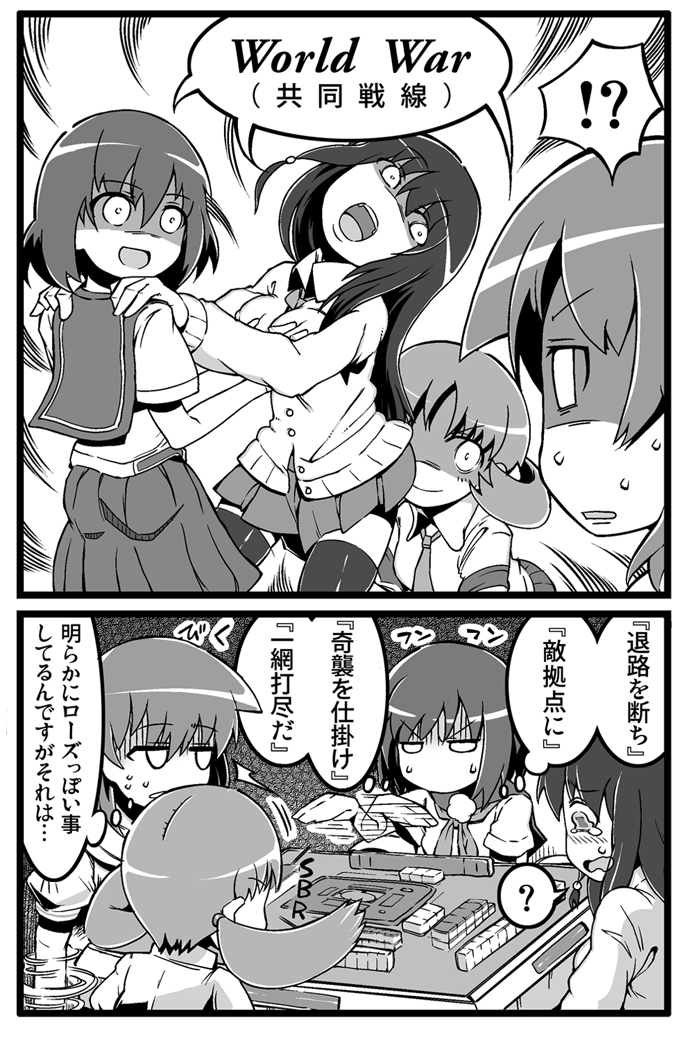 World War
(共同戦線)
!?
『退路を断ち』
『敵拠点に』
フンフン
『奇襲を仕掛け』
『一網打尽だ』
びくっ
明らかにローズっぽい事
してるんですがそれは…
?
SBR